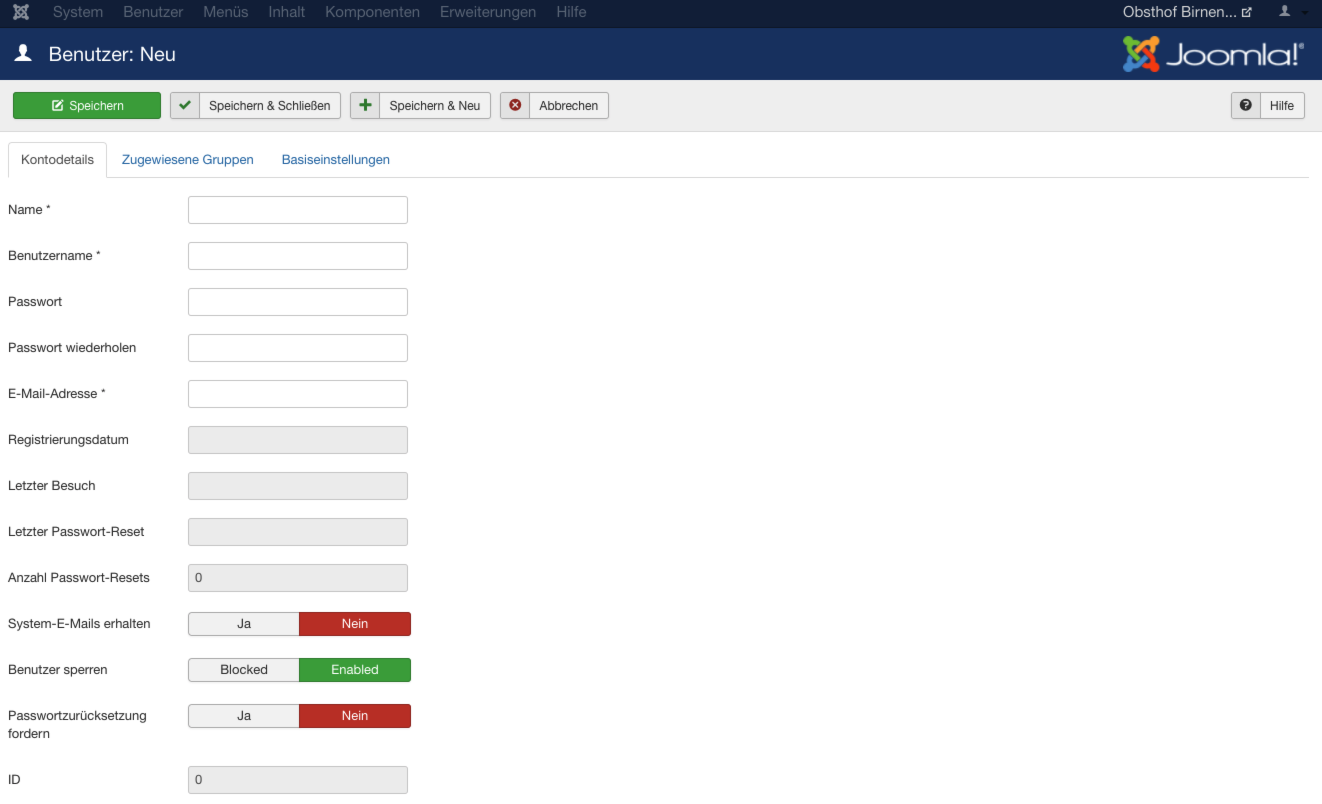 System Benutzer Menüs Inhalt Komponenten Erweiterungen Hilfe Obsthof Birnen...
Benutzer: Neu Joomla!®
Speichern Speichern & Schließen Speichern & Neu Abbrechen Hilfe
Kontodetails Zugewiesene Gruppen Basiseinstellungen
Name *
Benutzername *
Passwort
Passwort wiederholen
E-Mail-Adresse *
Registrierungsdatum
Letzter Besuch
Letzter Passwort-Reset
Anzahl Passwort-Resets 0
System-E-Mails erhalten Ja Nein
Benutzer sperren Blocked Enabled
Passwortzurücksetzung Ja Nein
fordern
ID 0